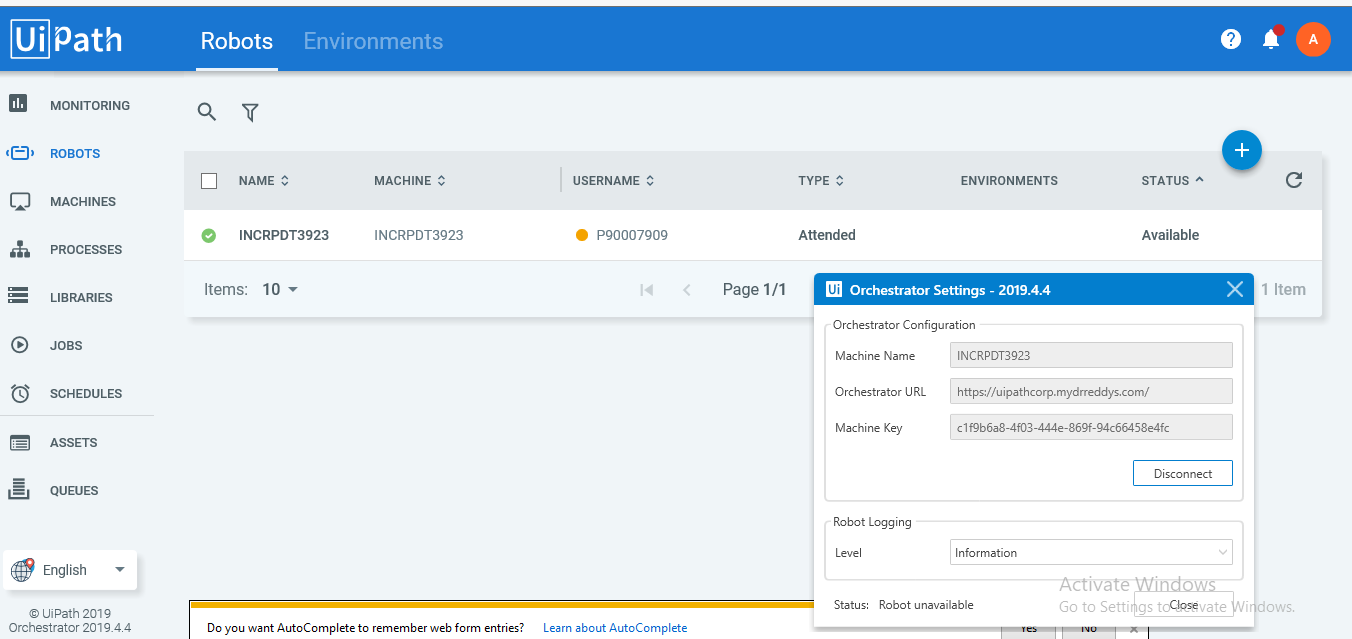 UiPath
Robots Environments
? A
MONITORING
ROBOTS
MACHINES
PROCESSES
LIBRARIES
JOBS
SCHEDULES
ASSETS
QUEUES
NAME MACHINE USERNAME TYPE ENVIRONMENTS STATUS
INCRPDT3923 INCRPDT3923 P90007909 Attended Available
Items: 10 Page 1/1 1 Item
Ui Orchestrator Settings - 2019.4.4
Orchestrator Configuration
Machine Name INCRPDT3923
Orchestrator URL https://uipathcorp.mydrreddys.com/
Machine Key c1f9b6a8-4f03-444e-869f-94c66458e4fc
Disconnect
Robot Logging
Level Information
Status: Robot unavailable
Close
Activate Windows
Go to Settings to activate Windows.
English
© UiPath 2019
Orchestrator 2019.4.4
Do you want AutoComplete to remember web form entries? Learn about AutoComplete
Yes No